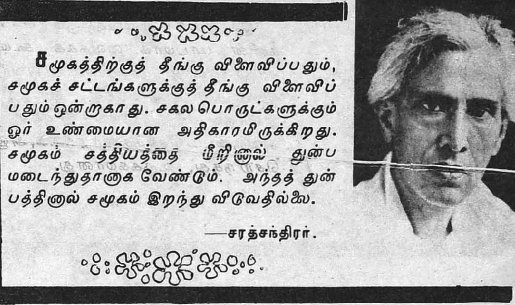 சமூகத்திற்குத் தீங்கு விளைவிப்பதும்,
சமூகச் சட்டங்களுக்குத் தீங்கு விளைவிப்
பதும் ஒன்றாகாது. சகல பொருட்களுக்கும்
ஓர் உண்மையான அதிகாரமிருக்கிறது.
சமூகம் சத்தியத்தை மீறினால் துன்ப
மடைந்துதானாக வேண்டும். அந்தத் துன்
பத்தினால் சமூகம் இறந்து விடுவதில்லை.
—சரத்சந்திரர்.